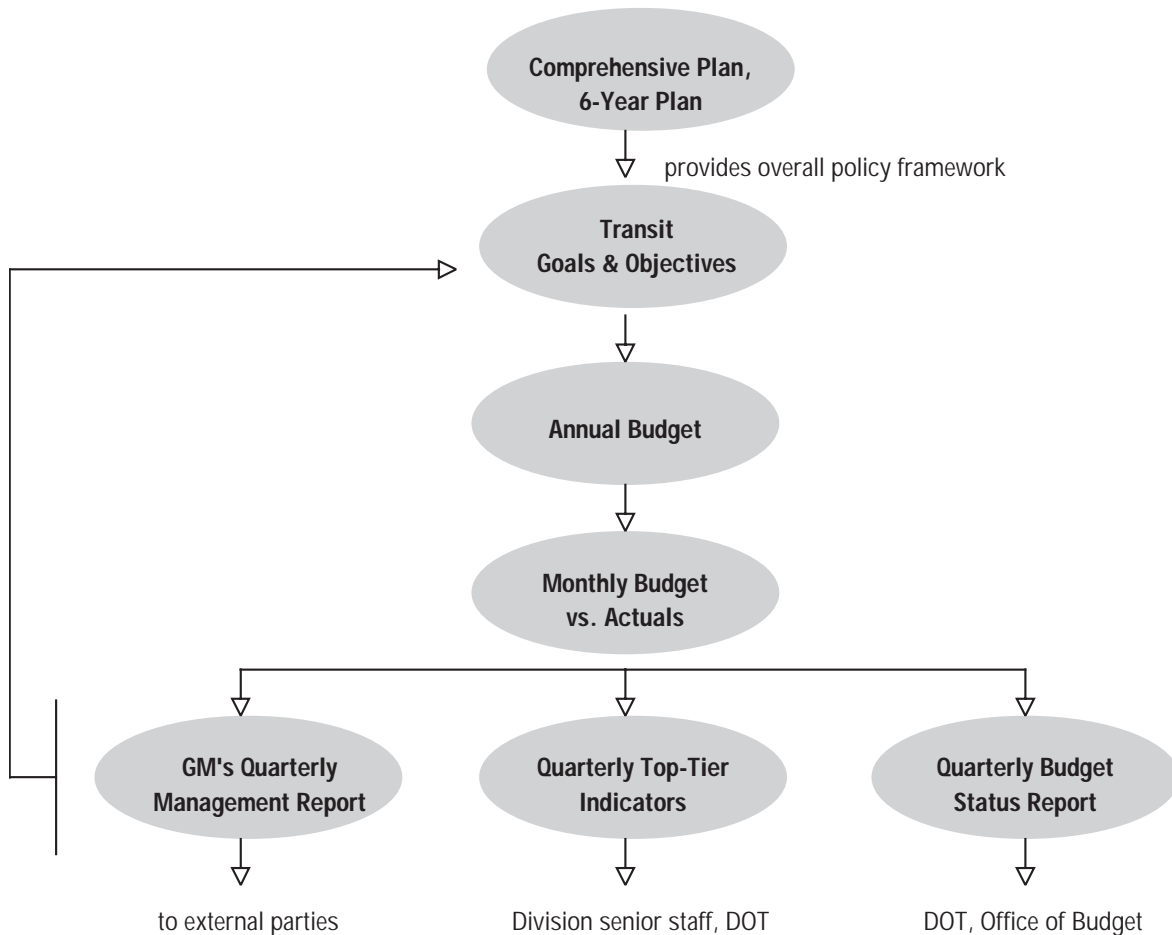 Comprehensive Plan,
6-Year Plan
provides overall policy framework
Transit
Goals & Objectives
Annual Budget
Monthly Budget
vs. Actuals
GM's Quarterly
Management Report
Quarterly Top-Tier
Indicators
Quarterly Budget
Status Report
to external parties
Division senior staff, DOT
DOT, Office of Budget